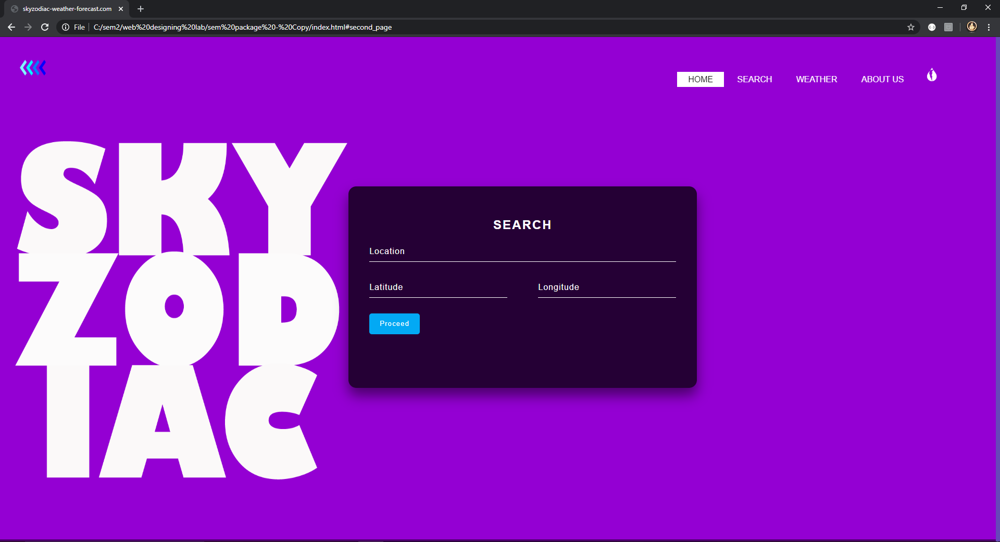 skyzodiac-weather-forecast.com
File C:/sem2/web%20designing%20lab/sem%20package%20-%20Copy/index.html#second_page
HOME SEARCH WEATHER ABOUT US
SKY
ZOD
IAC
SEARCH
Location
Latitude Longitude
Proceed